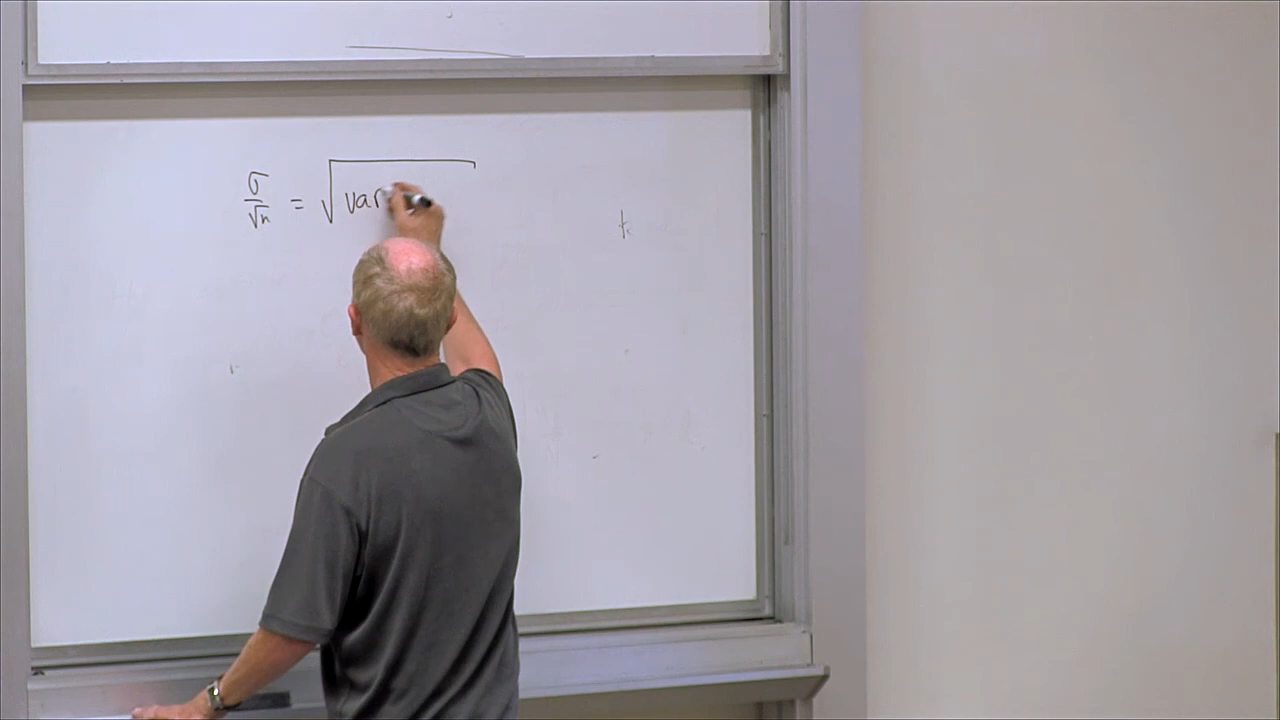 σ/√n = √var